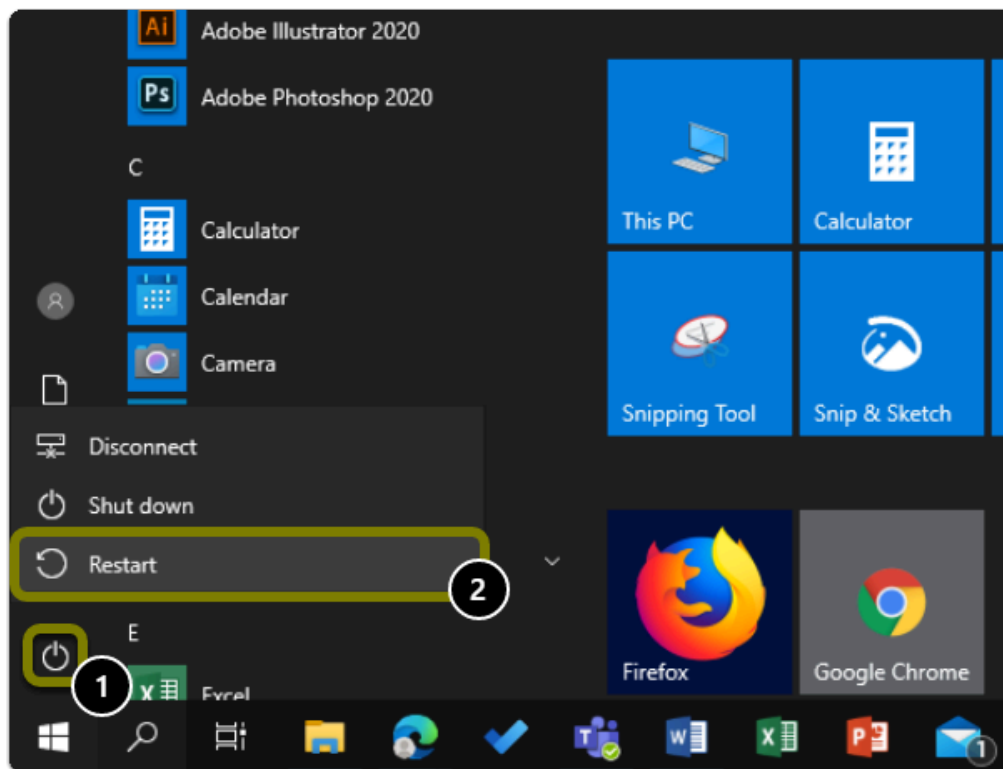 Ai
Adobe Illustrator 2020
Ps
Adobe Photoshop 2020
C
Calculator
Calendar
Camera
Disconnect
Shut down
Restart
2
E
1
Excel
This PC
Calculator
Snipping Tool
Snip & Sketch
Firefox
Google Chrome
1